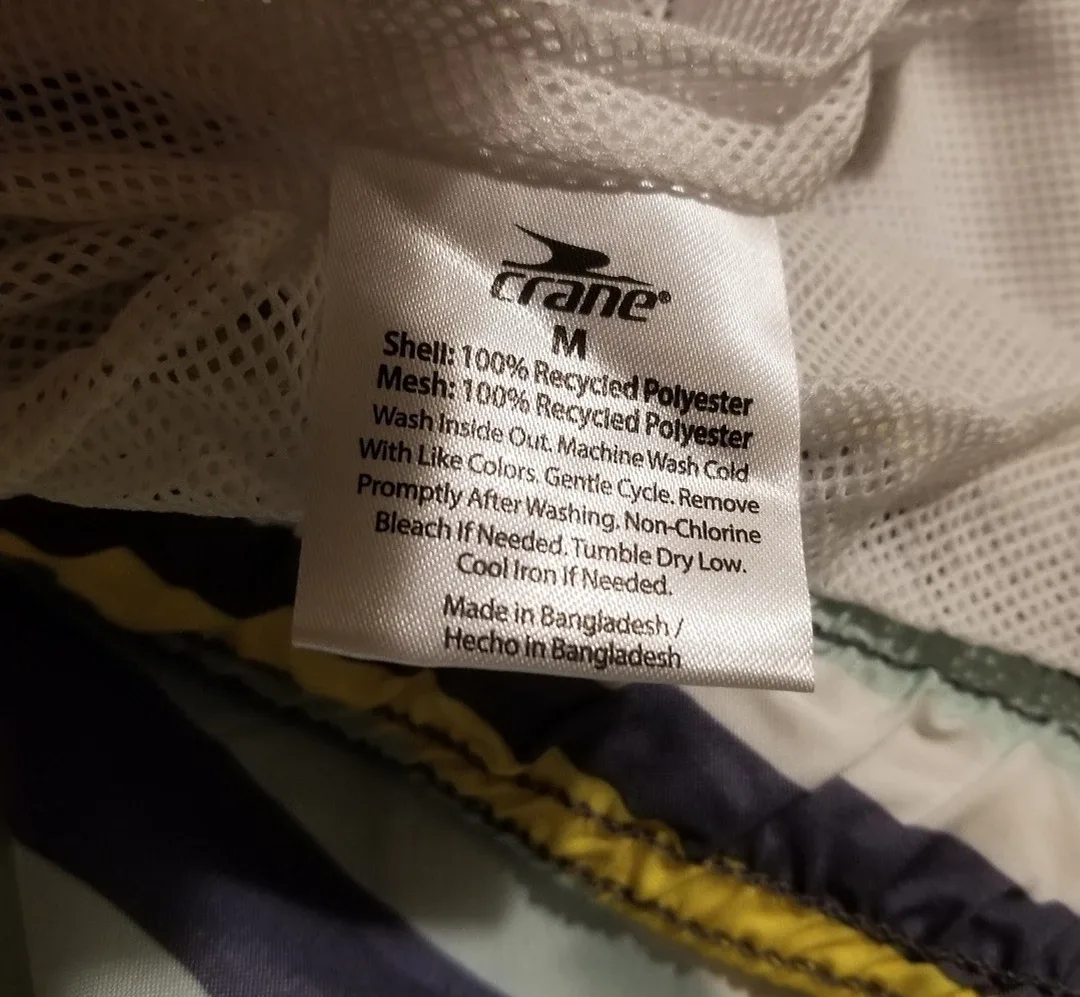 crane®
M
Shell: 100% Recycled Polyester
Mesh: 100% Recycled Polyester
Wash Inside Out. Machine Wash Cold
With Like Colors. Gentle Cycle. Remove
Promptly After Washing. Non-Chlorine
Bleach If Needed. Tumble Dry Low.
Cool Iron If Needed.
Made in Bangladesh /
Hecho in Bangladesh